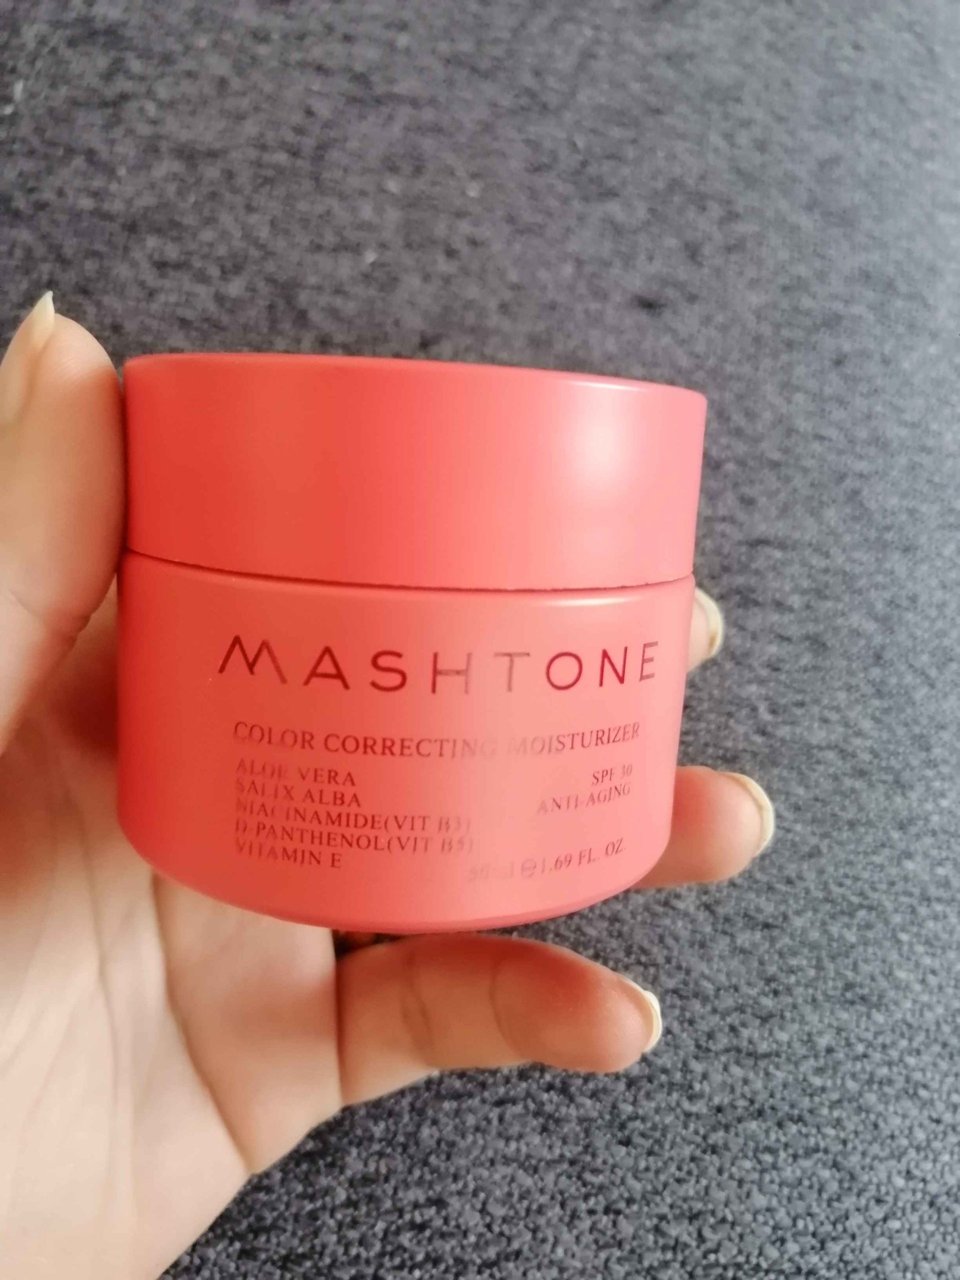 MASHTONE
COLOR CORRECTING MOISTURIZER
ALOE VERA
SALIX ALBA
NIACINAMIDE(VIT B3)
D-PANTHENOL(VIT B5)
VITAMIN E
SPF 30
ANTI-AGING
50ml ℮ 1.69 FL. OZ.